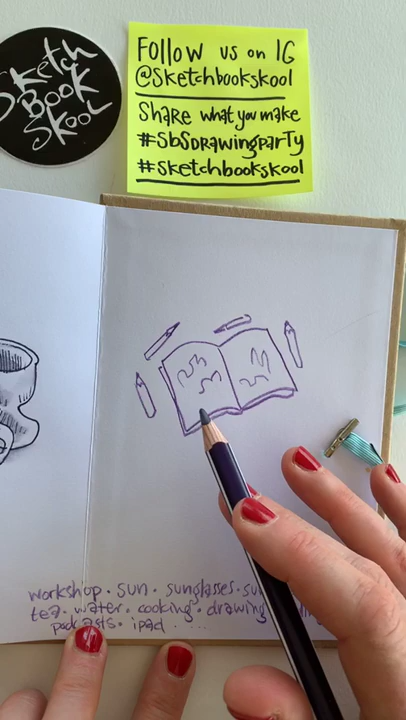 Sketch
Book
Skool
Follow us on IG
@Sketchbookskool
Share what you make
#SbSDrawingParTy
#sketchbookskool
workshop · sun · sunglasses ·
tea · water · cooking · drawing
podcasts · ipad ·....